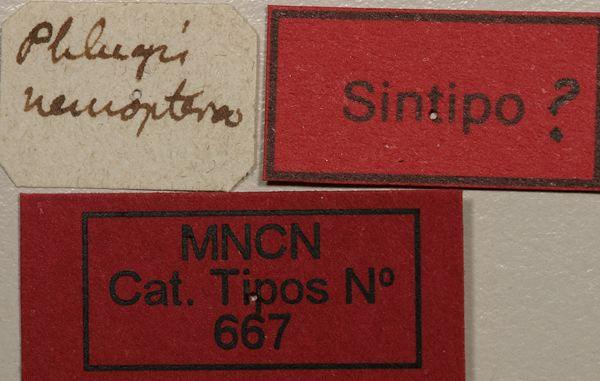 Phlugis
nemoptera
Sintipo ?
MNCN
Cat. Tipos Nº
667